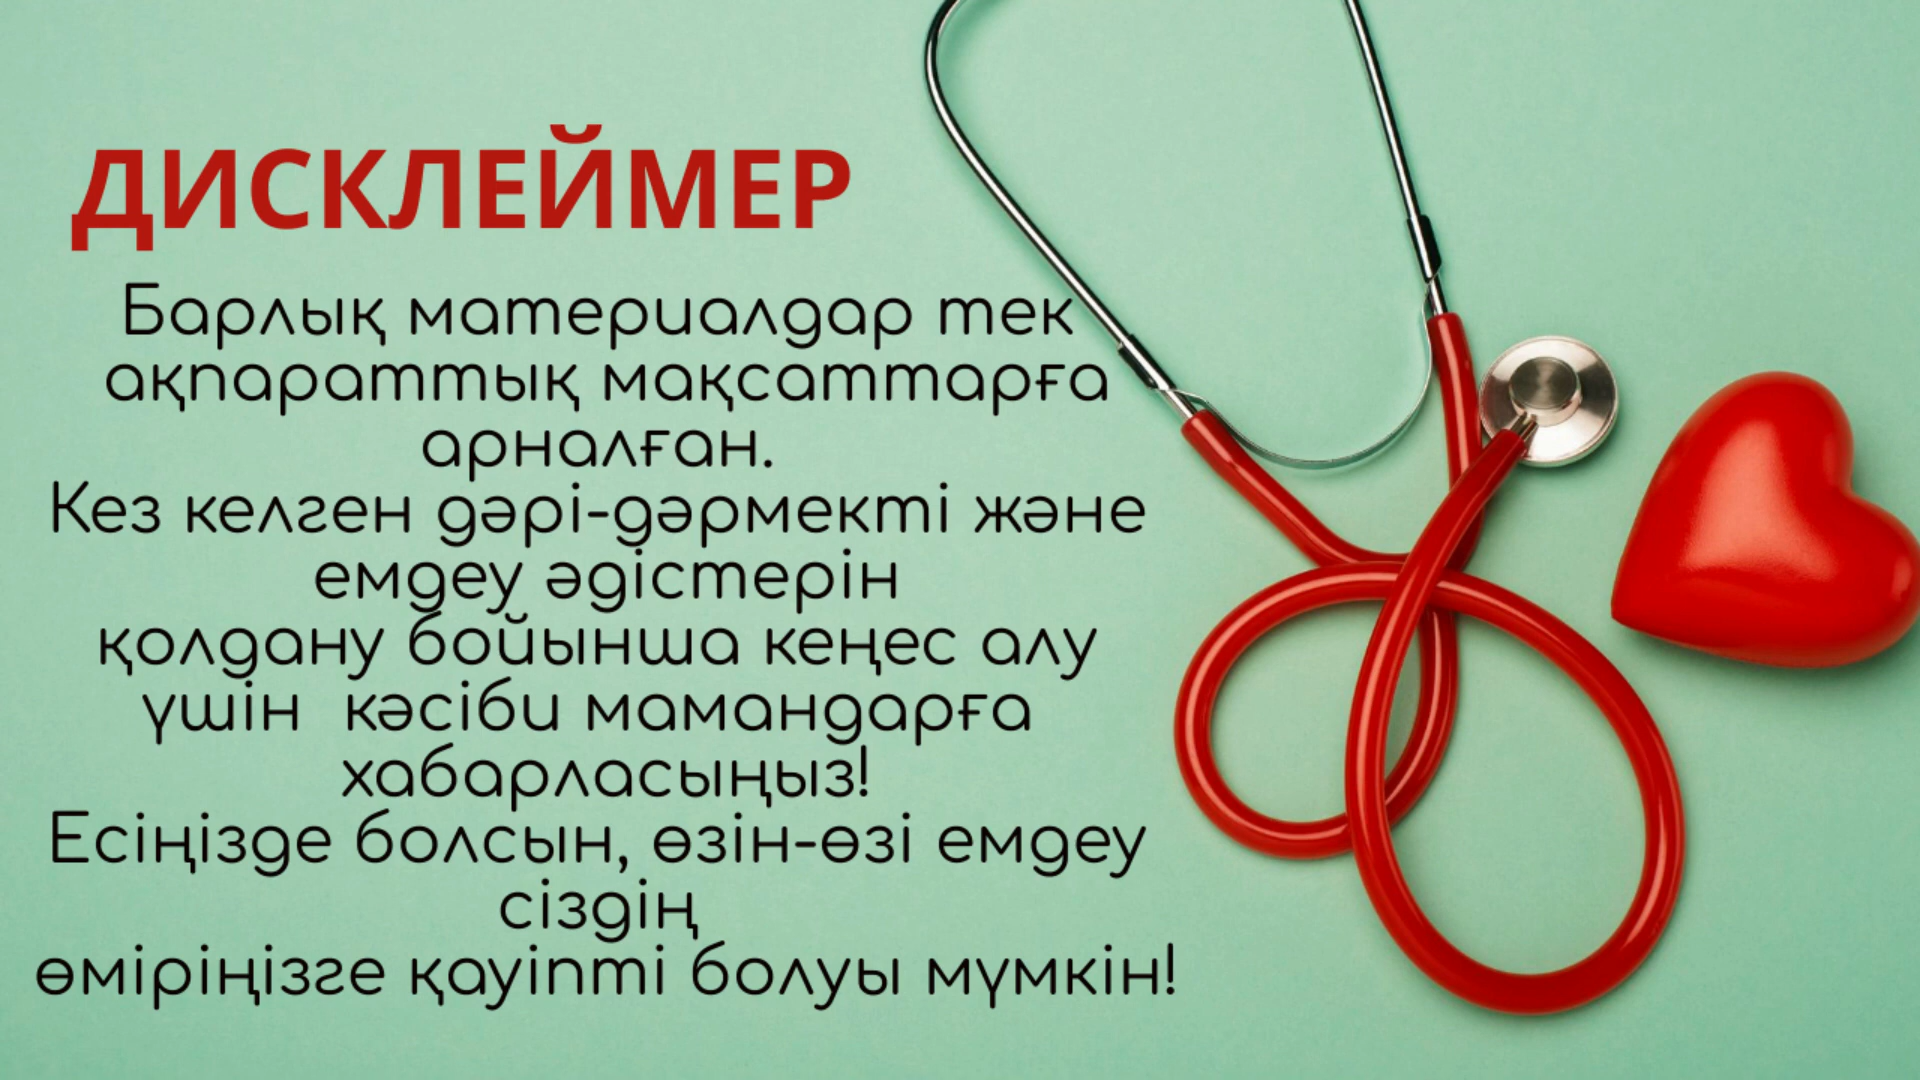 ДИСКЛЕЙМЕР
Барлық материалдар тек
ақпараттық мақсаттарға
арналған.
Кез келген дәрі-дәрмекті және
емдеу әдістерін
қолдану бойынша кеңес алу
үшін  кәсіби мамандарға
хабарласыңыз!
Есіңізде болсын, өзін-өзі емдеу
сіздің
өміріңізге қауіпті болуы мүмкін!